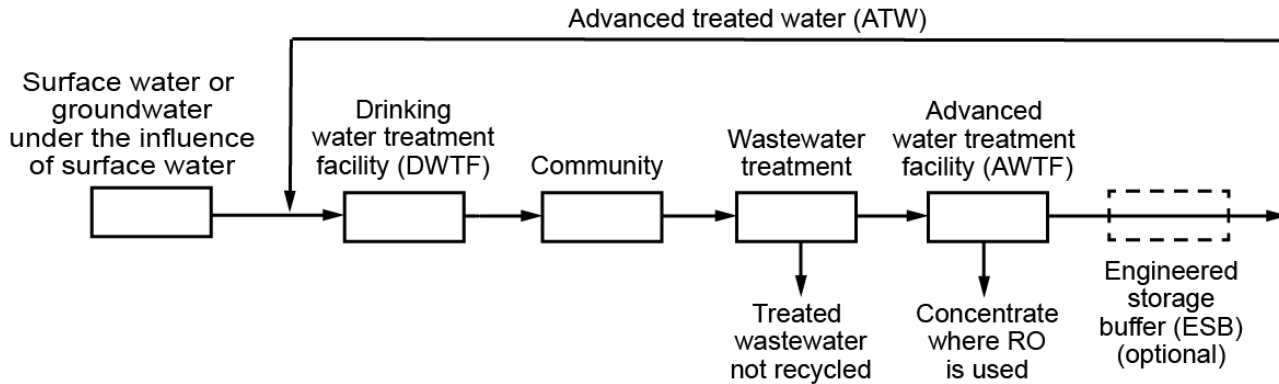 Advanced treated water (ATW)
Surface water or
groundwater
under the influence
of surface water
Drinking
water treatment
facility (DWTF)
Community
Wastewater
treatment
Advanced
water treatment
facility (AWTF)
Treated
wastewater
not recycled
Concentrate
where RO
is used
Engineered
storage
buffer (ESB)
(optional)